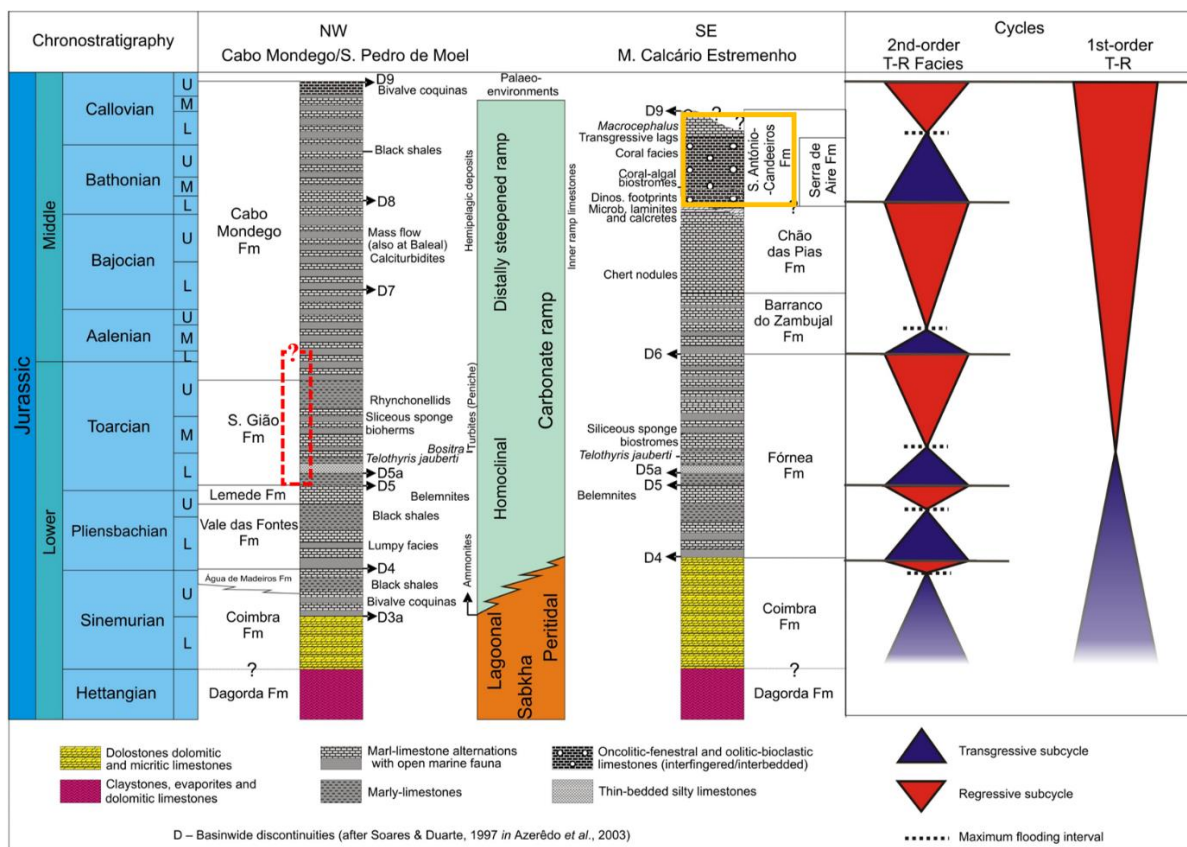 Chronostratigraphy
NW
Cabo Mondego/S. Pedro de Moel
SE
M. Calcário Estremenho
Cycles
2nd-order
T-R Facies
1st-order
T-R
Jurassic
Middle
Lower
Callovian
U
M
L
Bathonian
U
M
L
Bajocian
U
L
Aalenian
U
M
L
Toarcian
U
M
L
Pliensbachian
U
L
Sinemurian
U
L
Hettangian
Cabo
Mondego
Fm
S. Gião
Fm
Lemede Fm
Vale das Fontes
Fm
Água de Madeiros Fm
Coimbra
Fm
?
Dagorda Fm
?
D9
Bivalve coquinas
Black shales
D8
Mass flow
(also at Baleal)
Calciturbidites
D7
Rhynchonellids
Sliceous sponge
bioherms
Bositra
Telothyris jauberti
D5a
D5
Belemnites
Black shales
Lumpy facies
D4
Black shales
Bivalve coquinas
D3a
Palaeo-
environments
Hemipelagic deposits
Turbites (Peniche)
Ammonites
Distally steepened ramp
Homoclinal
Carbonate ramp
Inner ramp limestones
Lagoonal
Sabkha
Peritidal
D9
?
?
Macrocephalus
Transgressive lags
Coral facies
Coral-algal
biostromes
Dinos. footprints
Microb. laminites
and calcretes
Chert nodules
D6
Siliceous sponge
biostromes
Telothyris jauberti
D5a
D5
Belemnites
D4
S. António-
-Candeeiros
Fm
Serra de
Aire Fm
?
Chão
das Pias
Fm
Barranco
do Zambujal
Fm
Fórnea
Fm
Coimbra
Fm
?
Dagorda Fm
Dolostones dolomitic
and micritic limestones
Claystones, evaporites and
dolomitic limestones
Marl-limestone alternations
with open marine fauna
Marly-limestones
Oncolitic-fenestral and oolitic-bioclastic
limestones (interfingered/interbedded)
Thin-bedded silty limestones
Transgressive subcycle
Regressive subcycle
Maximum flooding interval
D – Basinwide discontinuities (after Soares & Duarte, 1997 in Azerêdo et al., 2003)